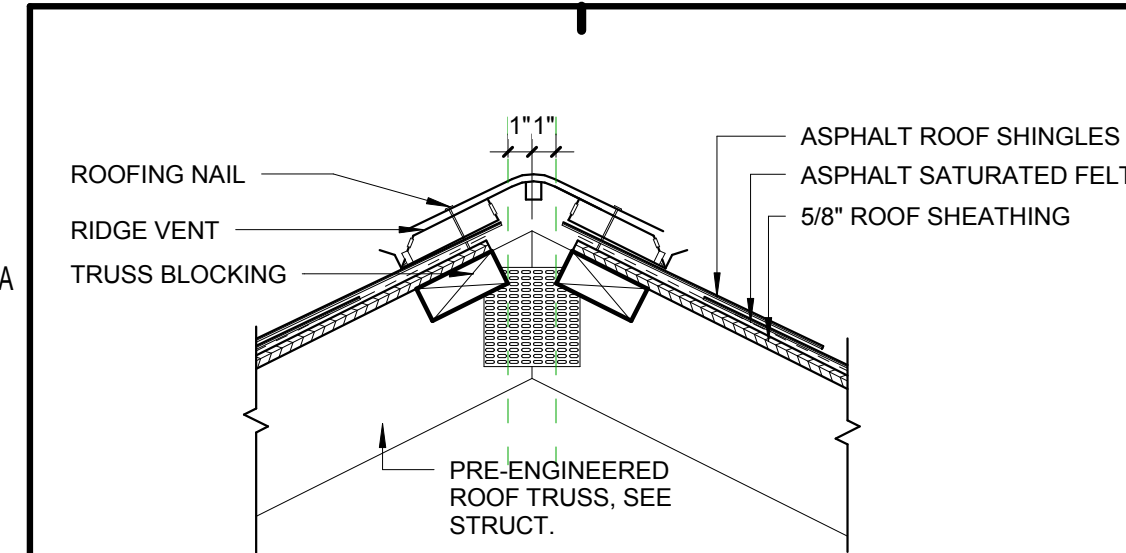 1" 1"
ROOFING NAIL
RIDGE VENT
TRUSS BLOCKING
ASPHALT ROOF SHINGLES
ASPHALT SATURATED FELT
5/8" ROOF SHEATHING
A
PRE-ENGINEERED
ROOF TRUSS, SEE
STRUCT.